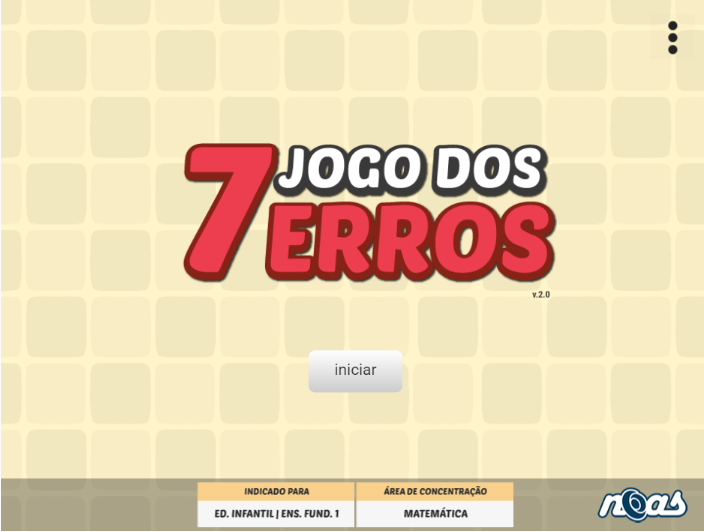 7 JOGO DOS
ERROS
v.2.0
iniciar
INDICADO PARA
ED. INFANTIL | ENS. FUND. 1
ÁREA DE CONCENTRAÇÃO
MATEMÁTICA
noas